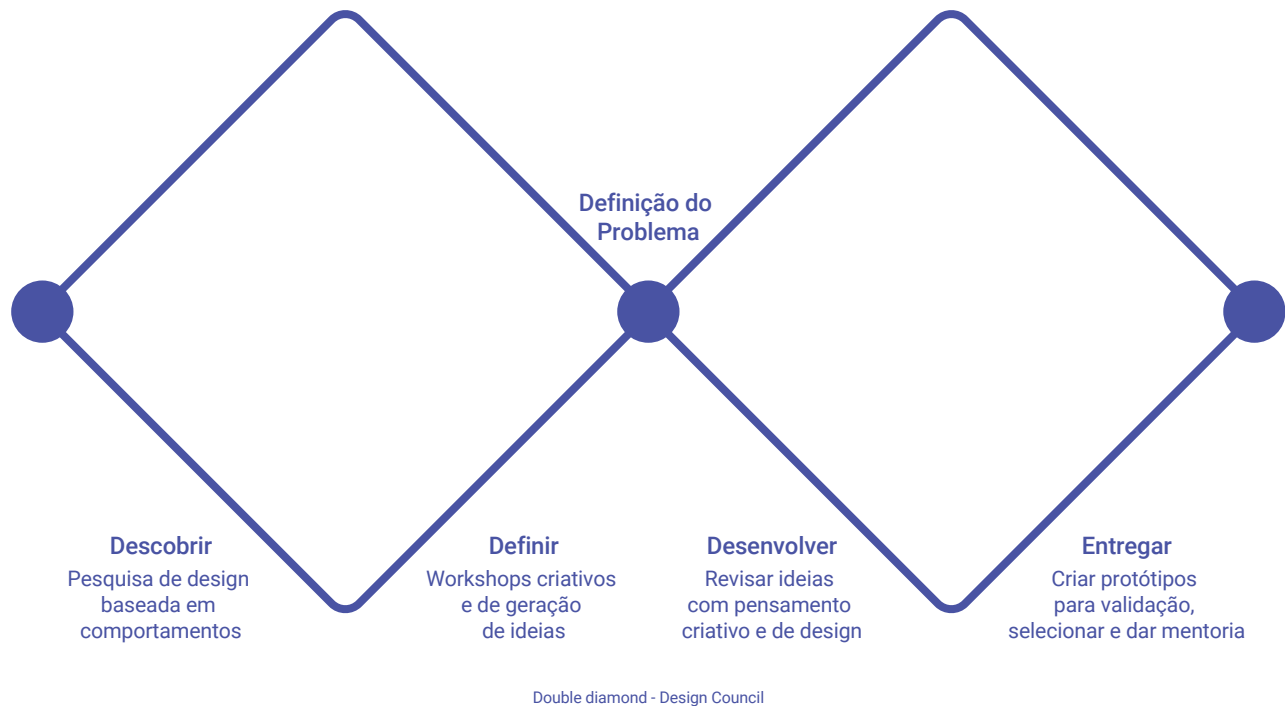 Definição do
Problema
Descobrir
Pesquisa de design
baseada em
comportamentos
Definir
Workshops criativos
e de geração
de ideias
Desenvolver
Revisar ideias
com pensamento
criativo e de design
Entregar
Criar protótipos
para validação,
selecionar e dar mentoria
Double diamond - Design Council